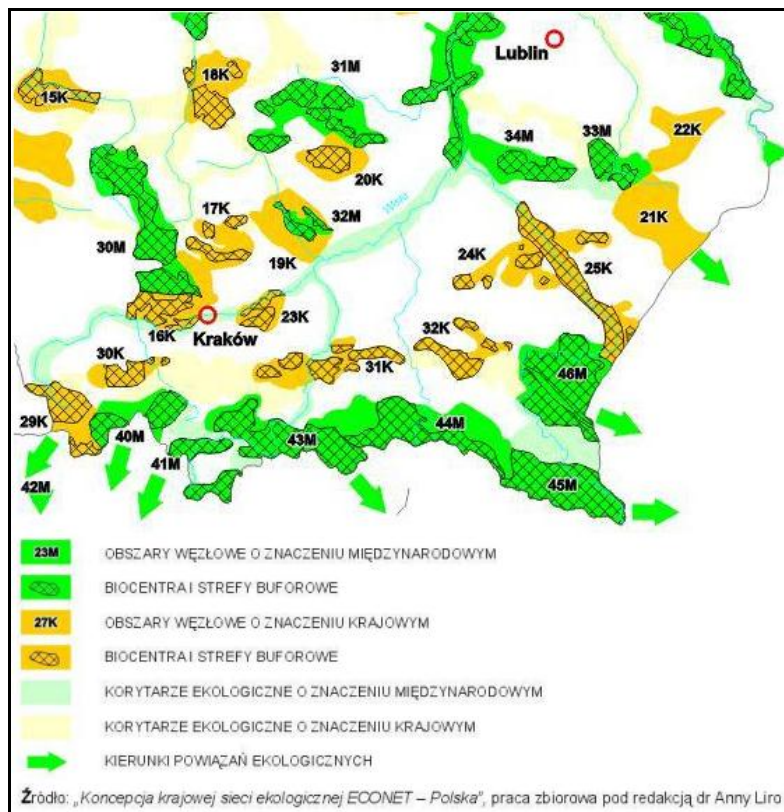 Lublin
18K
31M
15K
34M
33M
22K
20K
17K
32M
21K
30M
19K
24K
25K
23K
16K
Kraków
32K
30K
31K
46M
29K
40M
43M
44M
41M
42M
45M
23M OBSZARY WĘZŁOWE O ZNACZENIU MIĘDZYNARODOWYM
BIOCENTRA I STREFY BUFOROWE
27K OBSZARY WĘZŁOWE O ZNACZENIU KRAJOWYM
BIOCENTRA I STREFY BUFOROWE
KORYTARZE EKOLOGICZNE O ZNACZENIU MIĘDZYNARODOWYM
KORYTARZE EKOLOGICZNE O ZNACZENIU KRAJOWYM
KIERUNKI POWIĄZAŃ EKOLOGICZNYCH
Źródło: „Koncepcja krajowej sieci ekologicznej ECONET – Polska", praca zbiorowa pod redakcją dr Anny